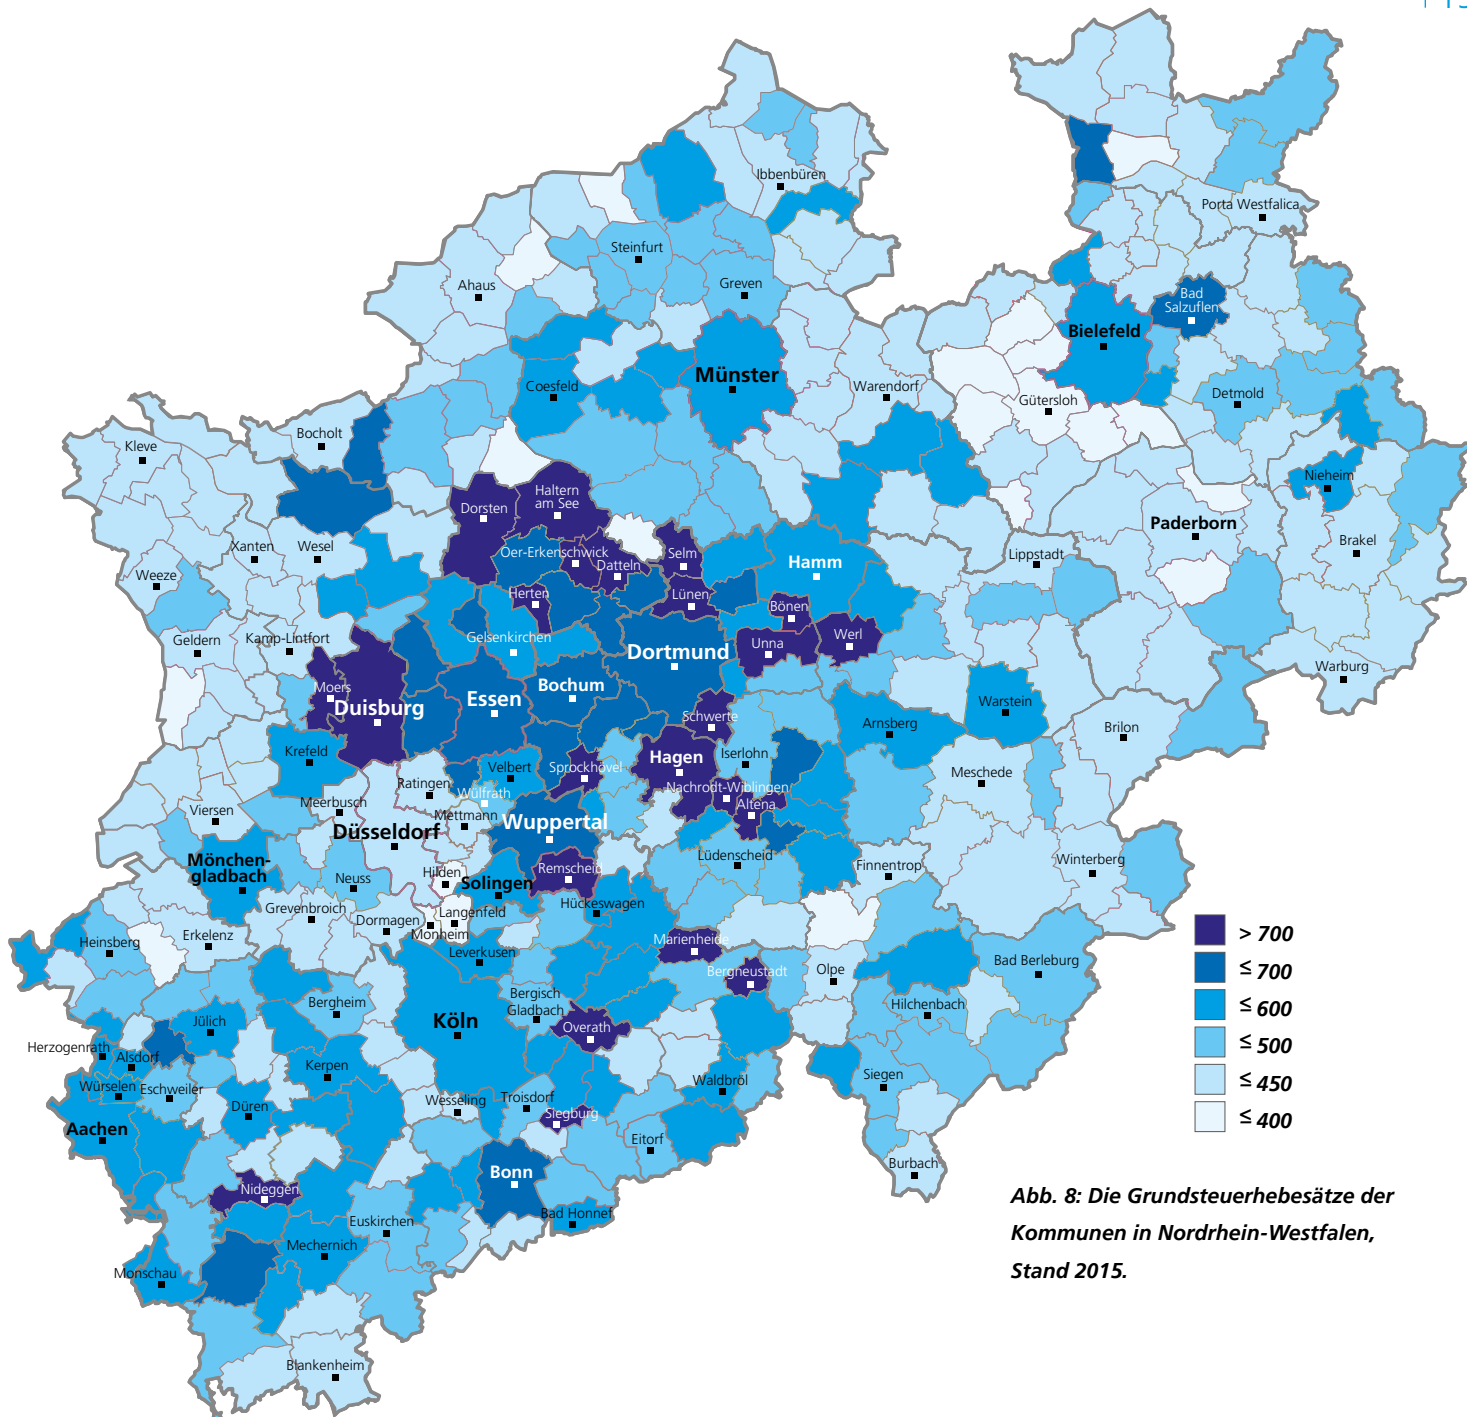 Ibbenbüren
Porta Westfalica
Steinfurt
Ahaus
Greven
Bad
Salzuflen
Bielefeld
Münster
Coesfeld
Warendorf
Gütersloh
Detmold
Bocholt
Kleve
Nieheim
Haltern
am See
Dorsten
Paderborn
Xanten
Wesel
Oer-Erkenschwick
Selm
Brakel
Lippstadt
Hamm
Datteln
Weeze
Herten
Lünen
Bönen
Geldern
Kamp-Lintfort
Gelsenkirchen
Werl
Unna
Dortmund
Warburg
Moers
Essen
Bochum
Duisburg
Warstein
Schwerte
Arnsberg
Brilon
Krefeld
Hagen
Iserlohn
Velbert
Sprockhövel
Meschede
Ratingen
Wülfrath
Nachrodt-Wiblingen
Altena
Meerbusch
Viersen
Mettmann
Wuppertal
Düsseldorf
Mönchen-
gladbach
Lüdenscheid
Winterberg
Finnentrop
Hilden
Remscheid
Neuss
Solingen
Hückeswagen
Grevenbroich
Langenfeld
Dormagen
Monheim
Erkelenz
Heinsberg
Marienheide
Leverkusen
Bad Berleburg
Olpe
Bergneustadt
Bergisch
Gladbach
Bergheim
Hilchenbach
Jülich
Köln
Overath
Herzogenrath
Alsdorf
Kerpen
Siegen
Waldbröl
Würselen
Eschweiler
Düren
Wesseling
Troisdorf
Siegburg
Aachen
Eitorf
Burbach
Bonn
Nideggen
Bad Honnef
Euskirchen
Mechernich
Monschau
Blankenheim
> 700
≤ 700
≤ 600
≤ 500
≤ 450
≤ 400
Abb. 8: Die Grundsteuerhebesätze der
Kommunen in Nordrhein-Westfalen,
Stand 2015.